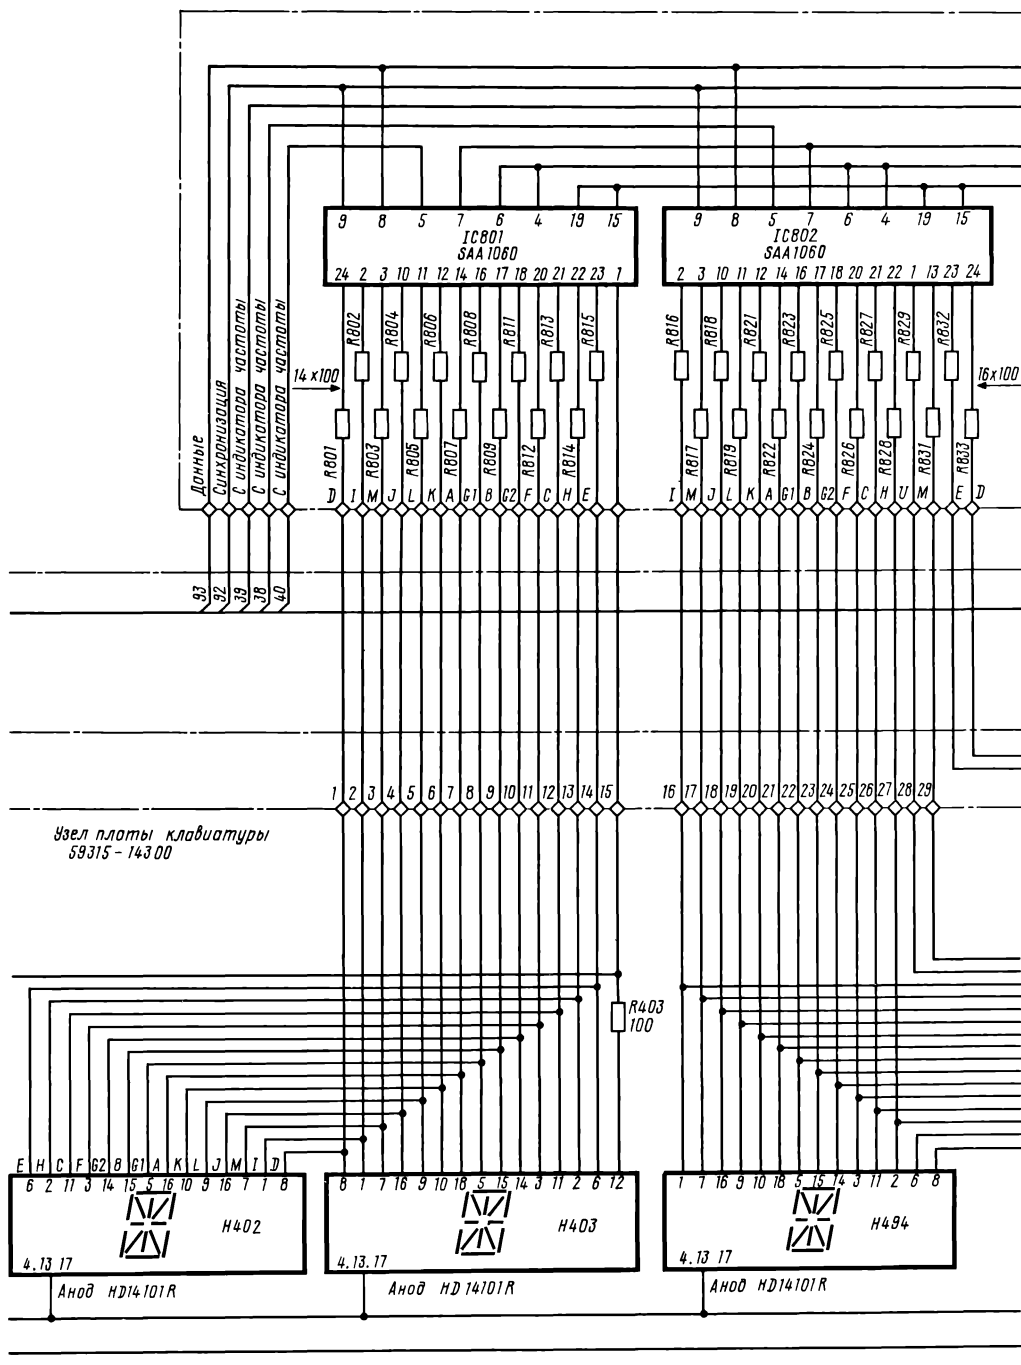 9 8 5 7 6 4 19 15
IC801
SAA1060
24 2 3 10 11 12 14 16 17 18 20 21 22 23 1
9 8 5 7 6 4 19 15
IC802
SAA1060
2 3 10 11 12 14 16 17 18 20 21 22 1 13 23 24
R802 R804 R806 R808 R811 R813 R815
R816 R818 R821 R823 R825 R827 R829 R832
14×100
16×100
R801 R803 R805 R807 R809 R812 R814
R817 R819 R822 R824 R826 R828 R831 R833
Данные
Синхронизация
С индикатора частоты
С индикатора частоты
С индикатора частоты
D I M J L K A G1 B G2 F C H E
I M J L K A G1 B G2 F C H U M E D
93 92 39 38 40
1 2 3 4 5 6 7 8 9 10 11 12 13 14 15
16 17 18 19 20 21 22 23 24 25 26 27 28 29
Узел платы клавиатуры
59315-14300
R403
100
E H C F G2 B G1 A K L J M I D
6 2 11 3 14 15 5 16 10 9 16 7 1 8
H402
4.13 17
Анод HD14101R
8 1 7 16 9 10 18 5 15 14 3 11 2 6 12
H403
4.13.17
Анод HD14101R
1 7 16 9 10 18 5 15 14 3 11 2 6 8
H494
4.13 17
Анод HD14101R